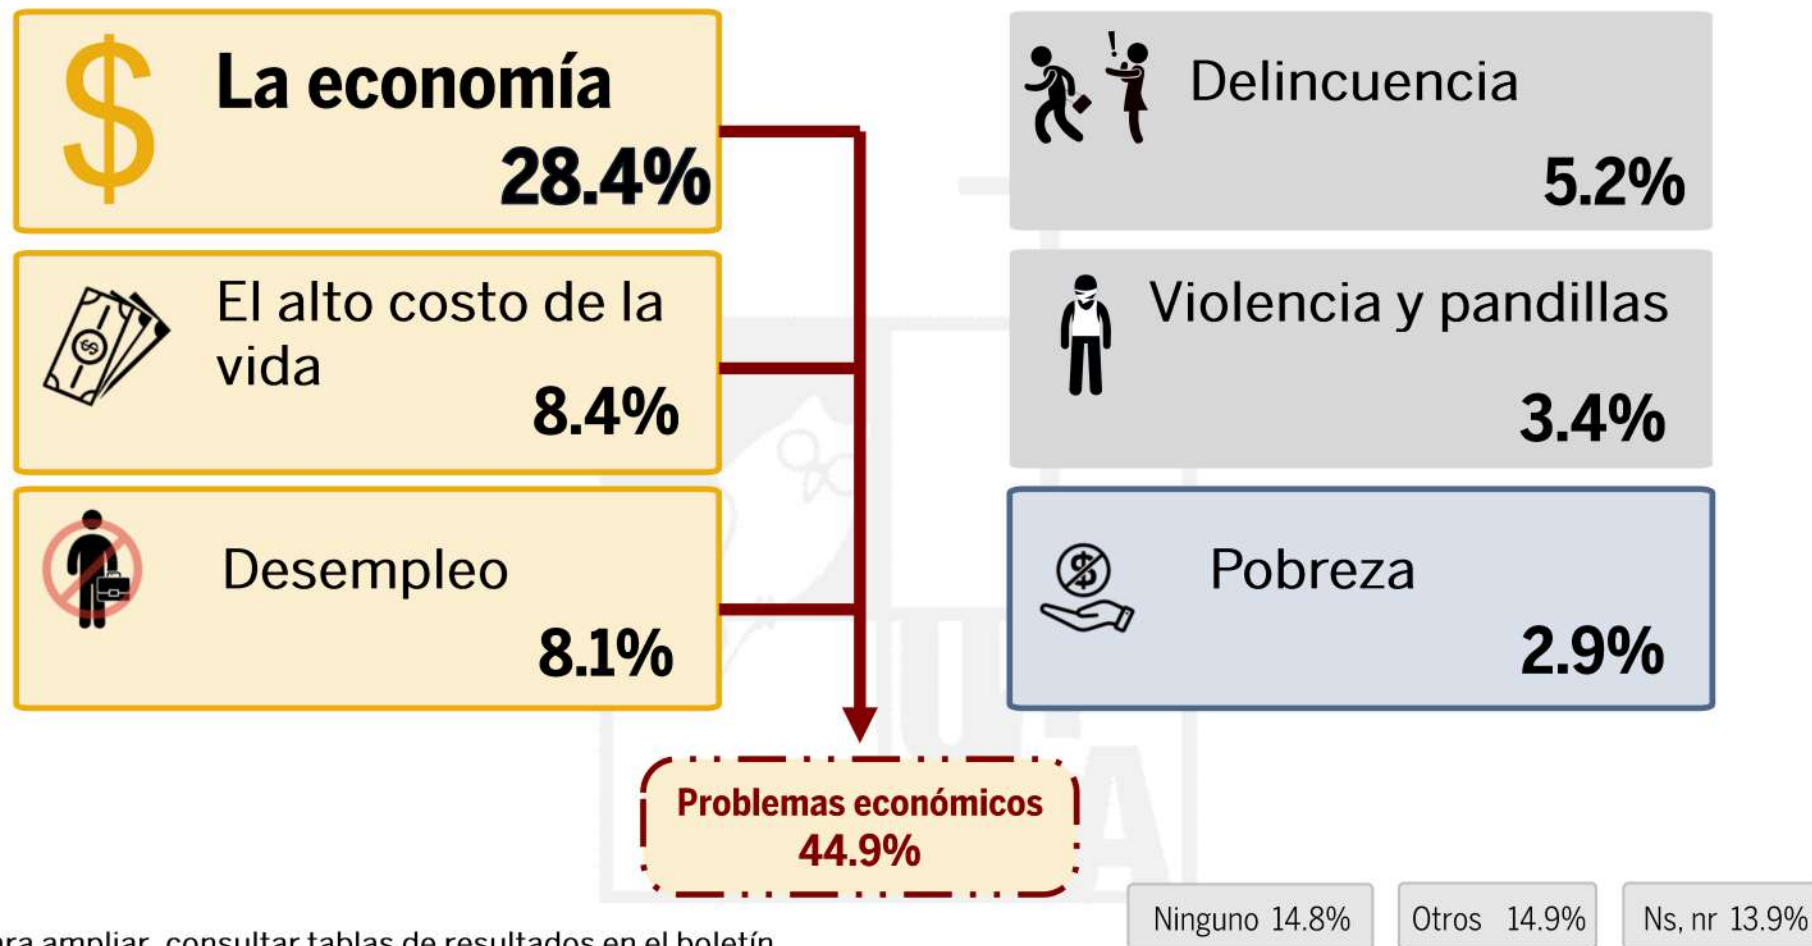 La economía
28.4%
El alto costo de la
vida
8.4%
Desempleo
8.1%
Delincuencia
5.2%
Violencia y pandillas
3.4%
Pobreza
2.9%
Problemas económicos
44.9%
Ninguno 14.8%
Otros 14.9%
Ns, nr 13.9%
ampliar, consultar tablas de resultados en el boletín